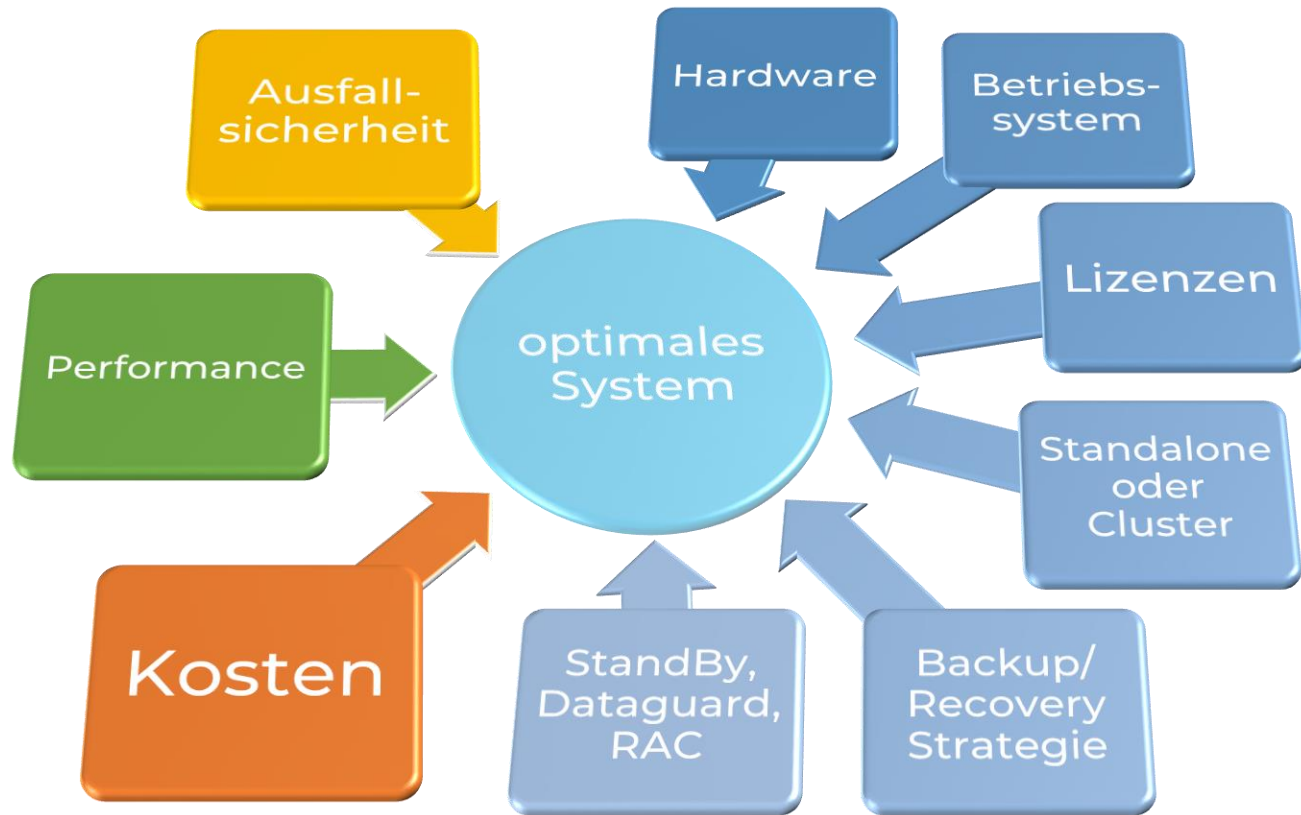 Ausfall-
sicherheit
Hardware
Betriebs-
system
Lizenzen
Performance
optimales
System
Standalone
oder
Cluster
Kosten
StandBy,
Dataguard,
RAC
Backup/
Recovery
Strategie